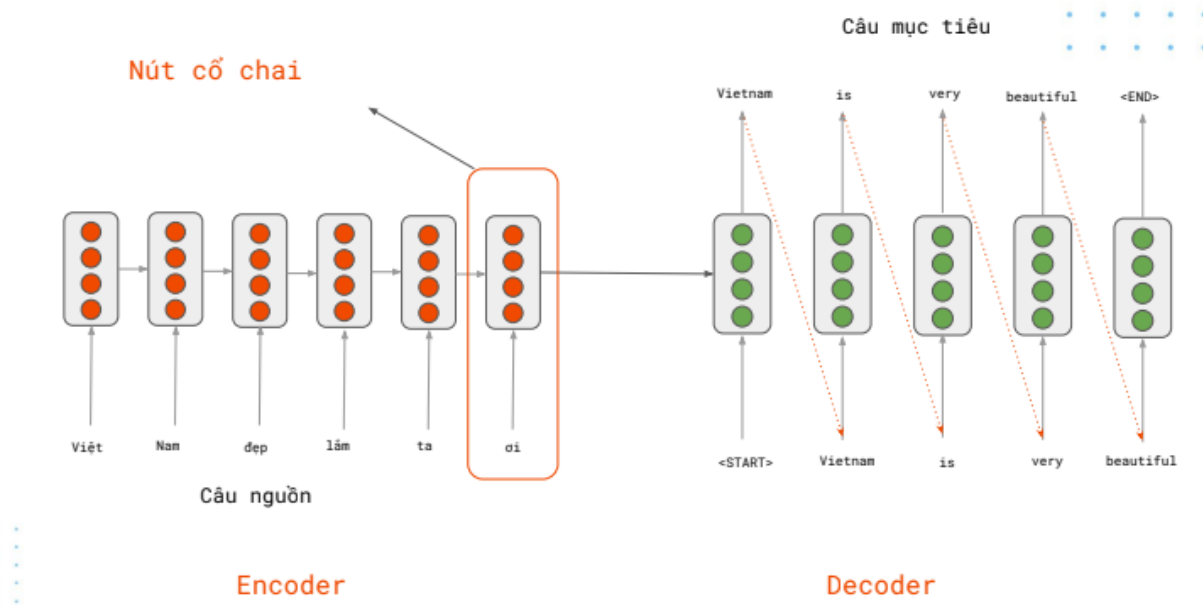 Câu mục tiêu
Nút cổ chai
Vietnam is very beautiful <END>
Việt Nam đẹp lắm ta ơi
<START> Vietnam is very beautiful
Câu nguồn
Encoder Decoder